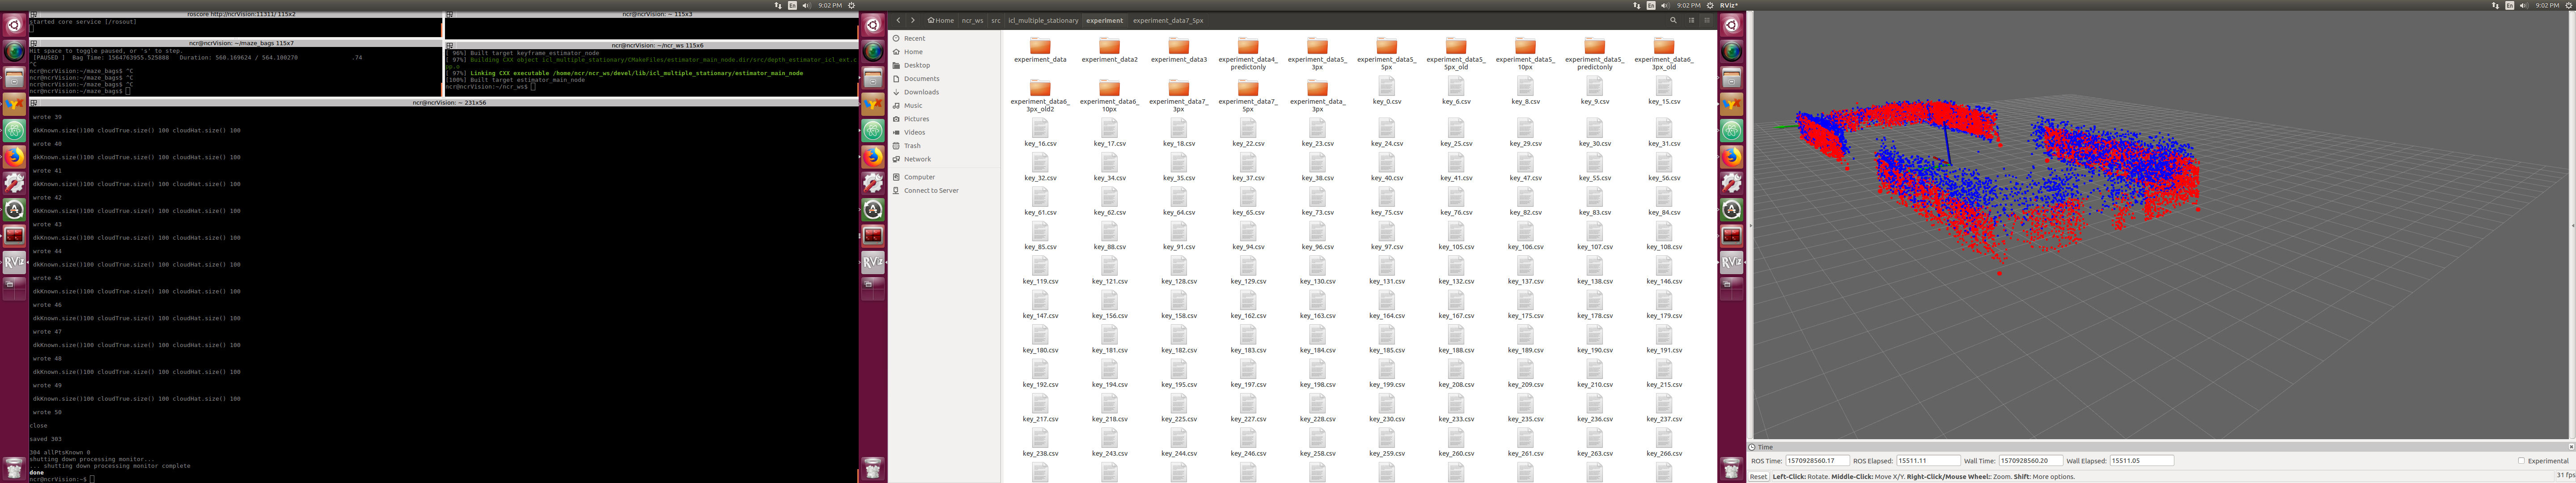 En 9:02 PM
roscore http://ncrVision:11311/ 115x2
started core service [/rosout]
ncr@ncrVision: ~ 115x3
ncr@ncrVision: ~/maze_bags 115x7
Hit space to toggle paused, or 's' to step.
[PAUSED ] Bag Time: 1564763955.525888 Duration: 560.169624 / 564.100270 .74
^C
ncr@ncrVision:~/maze_bags$ ^C
ncr@ncrVision:~/maze_bags$ ^C
ncr@ncrVision:~/maze_bags$ ^C
ncr@ncrVision:~/maze_bags$
ncr@ncrVision: ~/ncr_ws 115x6
[ 96%] Built target keyframe_estimator_node
[ 97%] Building CXX object icl_multiple_stationary/CMakeFiles/estimator_main_node.dir/src/depth_estimator_icl_ext.c
pp.o
[ 97%] Linking CXX executable /home/ncr/ncr_ws/devel/lib/icl_multiple_stationary/estimator_main_node
[100%] Built target estimator_main_node
ncr@ncrVision:~/ncr_ws$
ncr@ncrVision: ~ 231x56
wrote 39
dkKnown.size()100 cloudTrue.size() 100 cloudHat.size() 100
wrote 40
dkKnown.size()100 cloudTrue.size() 100 cloudHat.size() 100
wrote 41
dkKnown.size()100 cloudTrue.size() 100 cloudHat.size() 100
wrote 42
dkKnown.size()100 cloudTrue.size() 100 cloudHat.size() 100
wrote 43
dkKnown.size()100 cloudTrue.size() 100 cloudHat.size() 100
wrote 44
dkKnown.size()100 cloudTrue.size() 100 cloudHat.size() 100
wrote 45
dkKnown.size()100 cloudTrue.size() 100 cloudHat.size() 100
wrote 46
dkKnown.size()100 cloudTrue.size() 100 cloudHat.size() 100
wrote 47
dkKnown.size()100 cloudTrue.size() 100 cloudHat.size() 100
wrote 48
dkKnown.size()100 cloudTrue.size() 100 cloudHat.size() 100
wrote 49
dkKnown.size()100 cloudTrue.size() 100 cloudHat.size() 100
wrote 50
close
saved 303
304 allPtsKnown 0
shutting down processing monitor...
... shutting down processing monitor complete
done
ncr@ncrVision:~$
En 9:02 PM
Home ncr_ws src icl_multiple_stationary experiment experiment_data7_5px
Recent
Home
Desktop
Documents
Downloads
Music
Pictures
Videos
Trash
Network
Computer
Connect to Server
experiment_data experiment_data2 experiment_data3 experiment_data4_predictonly experiment_data5_3px experiment_data5_5px experiment_data5_5px_old experiment_data5_10px experiment_data5_predictonly experiment_data6_3px_old
experiment_data6_3px_old2 experiment_data6_10px experiment_data7_3px experiment_data7_5px experiment_data_3px key_0.csv key_6.csv key_8.csv key_9.csv key_15.csv
key_16.csv key_17.csv key_18.csv key_22.csv key_23.csv key_24.csv key_25.csv key_29.csv key_30.csv key_31.csv
key_32.csv key_34.csv key_35.csv key_37.csv key_38.csv key_40.csv key_41.csv key_47.csv key_55.csv key_56.csv
key_61.csv key_62.csv key_64.csv key_65.csv key_73.csv key_75.csv key_76.csv key_82.csv key_83.csv key_84.csv
key_85.csv key_88.csv key_91.csv key_94.csv key_96.csv key_97.csv key_105.csv key_106.csv key_107.csv key_108.csv
key_119.csv key_121.csv key_128.csv key_129.csv key_130.csv key_131.csv key_132.csv key_137.csv key_138.csv key_146.csv
key_147.csv key_156.csv key_158.csv key_162.csv key_163.csv key_164.csv key_167.csv key_175.csv key_178.csv key_179.csv
key_180.csv key_181.csv key_182.csv key_183.csv key_184.csv key_185.csv key_188.csv key_189.csv key_190.csv key_191.csv
key_192.csv key_194.csv key_195.csv key_197.csv key_198.csv key_199.csv key_208.csv key_209.csv key_210.csv key_215.csv
key_217.csv key_218.csv key_225.csv key_227.csv key_228.csv key_230.csv key_233.csv key_235.csv key_236.csv key_237.csv
key_238.csv key_243.csv key_244.csv key_246.csv key_258.csv key_259.csv key_260.csv key_261.csv key_263.csv key_266.csv
RViz*
En 9:02 PM
RViz
Time
ROS Time: 1570928560.17 ROS Elapsed: 15511.11 Wall Time: 1570928560.20 Wall Elapsed: 15511.05 Experimental
Reset Left-Click: Rotate. Middle-Click: Move X/Y. Right-Click/Mouse Wheel:: Zoom. Shift: More options. 31 fps